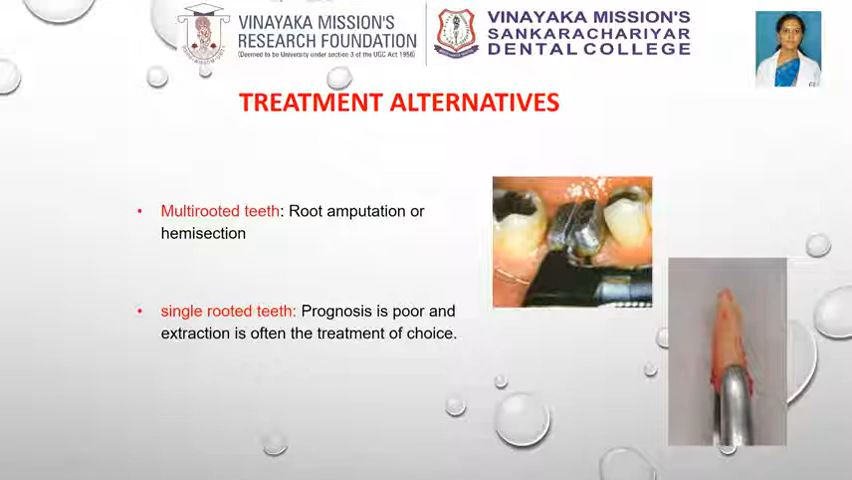 VINAYAKA MISSION'S
RESEARCH FOUNDATION
(Deemed to be University under section 3 of the UGC Act 1956)
VINAYAKA MISSION'S
SANKARACHARIYAR
DENTAL COLLEGE
TREATMENT ALTERNATIVES
• Multirooted teeth: Root amputation or
hemisection
• single rooted teeth: Prognosis is poor and
extraction is often the treatment of choice.